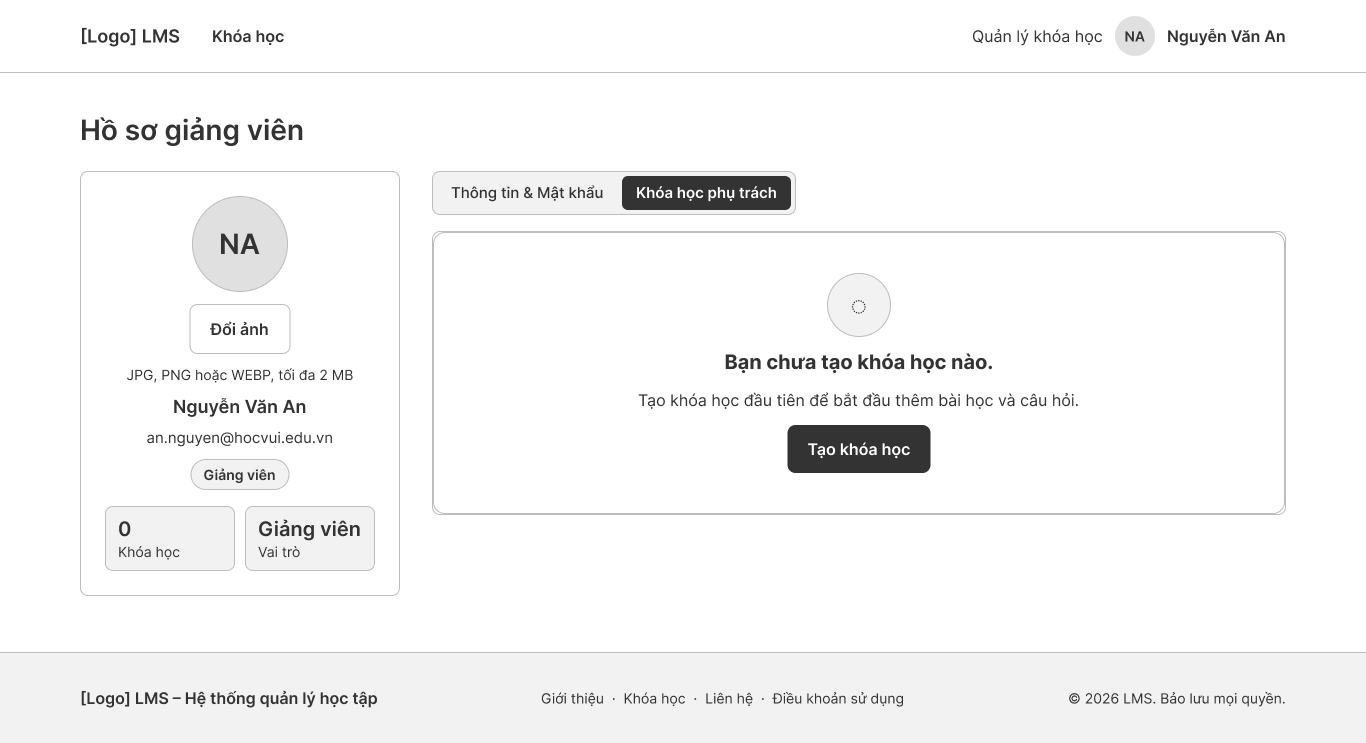 [Logo] LMS
Khóa học
Quản lý khóa học
NA
Nguyễn Văn An
Hồ sơ giảng viên
NA
Đổi ảnh
JPG, PNG hoặc WEBP, tối đa 2 MB
Nguyễn Văn An
an.nguyen@hocvui.edu.vn
Giảng viên
0
Khóa học
Giảng viên
Vai trò
Thông tin & Mật khẩu
Khóa học phụ trách
Bạn chưa tạo khóa học nào.
Tạo khóa học đầu tiên để bắt đầu thêm bài học và câu hỏi.
Tạo khóa học
[Logo] LMS – Hệ thống quản lý học tập
Giới thiệu · Khóa học · Liên hệ · Điều khoản sử dụng
© 2026 LMS. Bảo lưu mọi quyền.